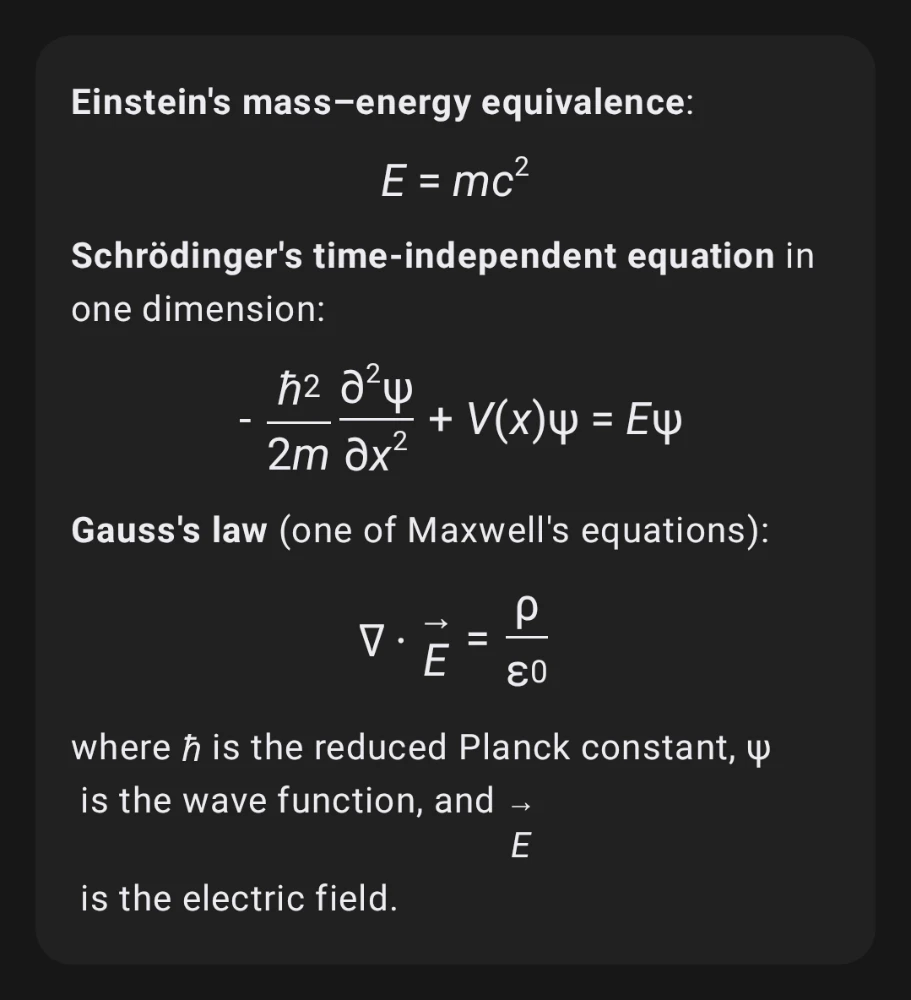 Einstein's mass–energy equivalence:
E = mc²
Schrödinger's time-independent equation in
one dimension:
- ℏ2/2m ∂²ψ/∂x² + V(x)ψ = Eψ
Gauss's law (one of Maxwell's equations):
∇ · →E = ρ/ε0
where ℏ is the reduced Planck constant, ψ
is the wave function, and →
E
is the electric field.